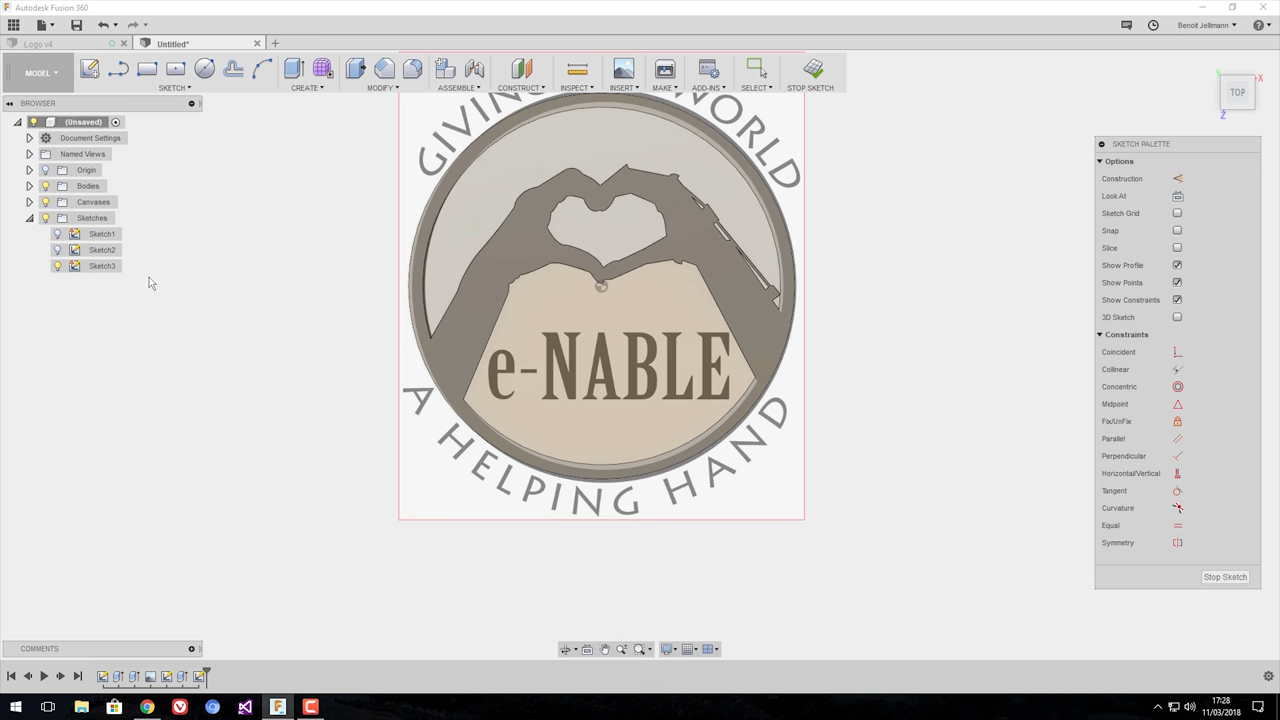 Autodesk Fusion 360
Benoit Jellmann
Logo v4
Untitled*
MODEL
SKETCH
CREATE
MODIFY
ASSEMBLE
CONSTRUCT
INSPECT
INSERT
MAKE
ADD-INS
SELECT
STOP SKETCH
BROWSER
(Unsaved)
Document Settings
Named Views
Origin
Bodies
Canvases
Sketches
Sketch1
Sketch2
Sketch3
TOP
X
Y
Z
WORLD
e-NABLE
A HELPING HAND
SKETCH PALETTE
Options
Construction
Look At
Sketch Grid
Snap
Slice
Show Profile
Show Points
Show Constraints
3D Sketch
Constraints
Coincident
Collinear
Concentric
Midpoint
Fix/UnFix
Parallel
Perpendicular
Horizontal/Vertical
Tangent
Curvature
Equal
Symmetry
Stop Sketch
COMMENTS
17:28
11/03/2018